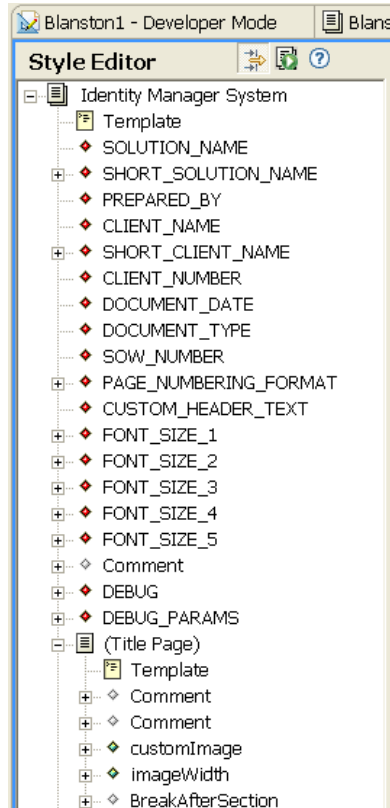 Blanston1 - Developer Mode Blans
Style Editor
Identity Manager System
Template
SOLUTION_NAME
SHORT_SOLUTION_NAME
PREPARED_BY
CLIENT_NAME
SHORT_CLIENT_NAME
CLIENT_NUMBER
DOCUMENT_DATE
DOCUMENT_TYPE
SOW_NUMBER
PAGE_NUMBERING_FORMAT
CUSTOM_HEADER_TEXT
FONT_SIZE_1
FONT_SIZE_2
FONT_SIZE_3
FONT_SIZE_4
FONT_SIZE_5
Comment
DEBUG
DEBUG_PARAMS
(Title Page)
Template
Comment
Comment
customImage
imageWidth
BreakAfterSection